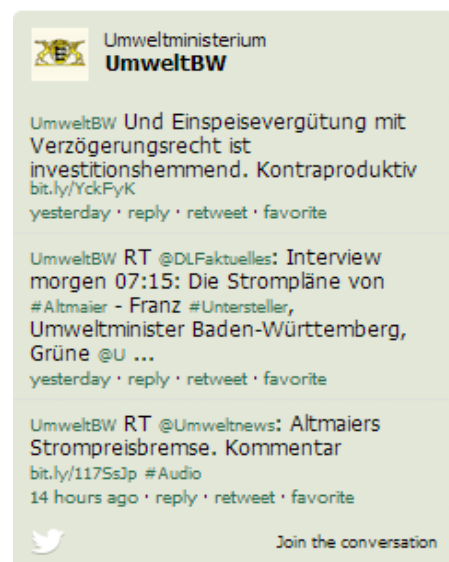 Umweltministerium
UmweltBW
UmweltBW Und Einspeisevergütung mit
Verzögerungsrecht ist
investitionshemmend. Kontraproduktiv
bit.ly/YckFyK
yesterday · reply · retweet · favorite
UmweltBW RT @DLFaktuelles: Interview
morgen 07:15: Die Strompläne von
#Altmaier - Franz #Untersteller,
Umweltminister Baden-Württemberg,
Grüne @U ...
yesterday · reply · retweet · favorite
UmweltBW RT @Umweltnews: Altmaiers
Strompreisbremse. Kommentar
bit.ly/117SsJp #Audio
14 hours ago · reply · retweet · favorite
Join the conversation